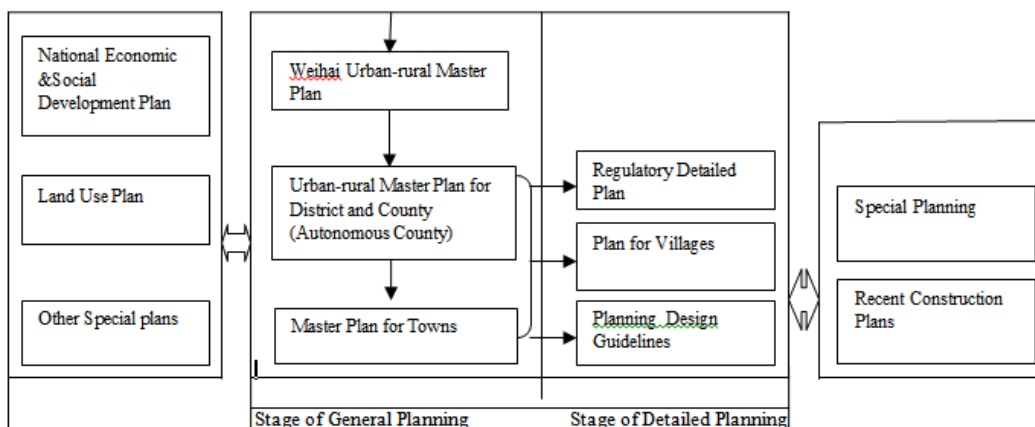 National Economic
&Social
Development Plan
Land Use Plan
Other Special plans
Weihai Urban-rural Master
Plan
Urban-rural Master Plan for
District and County
(Autonomous County)
Master Plan for Towns
Regulatory Detailed
Plan
Plan for Villages
Planning Design
Guidelines
Special Planning
Recent Construction
Plans
Stage of General Planning
Stage of Detailed Planning